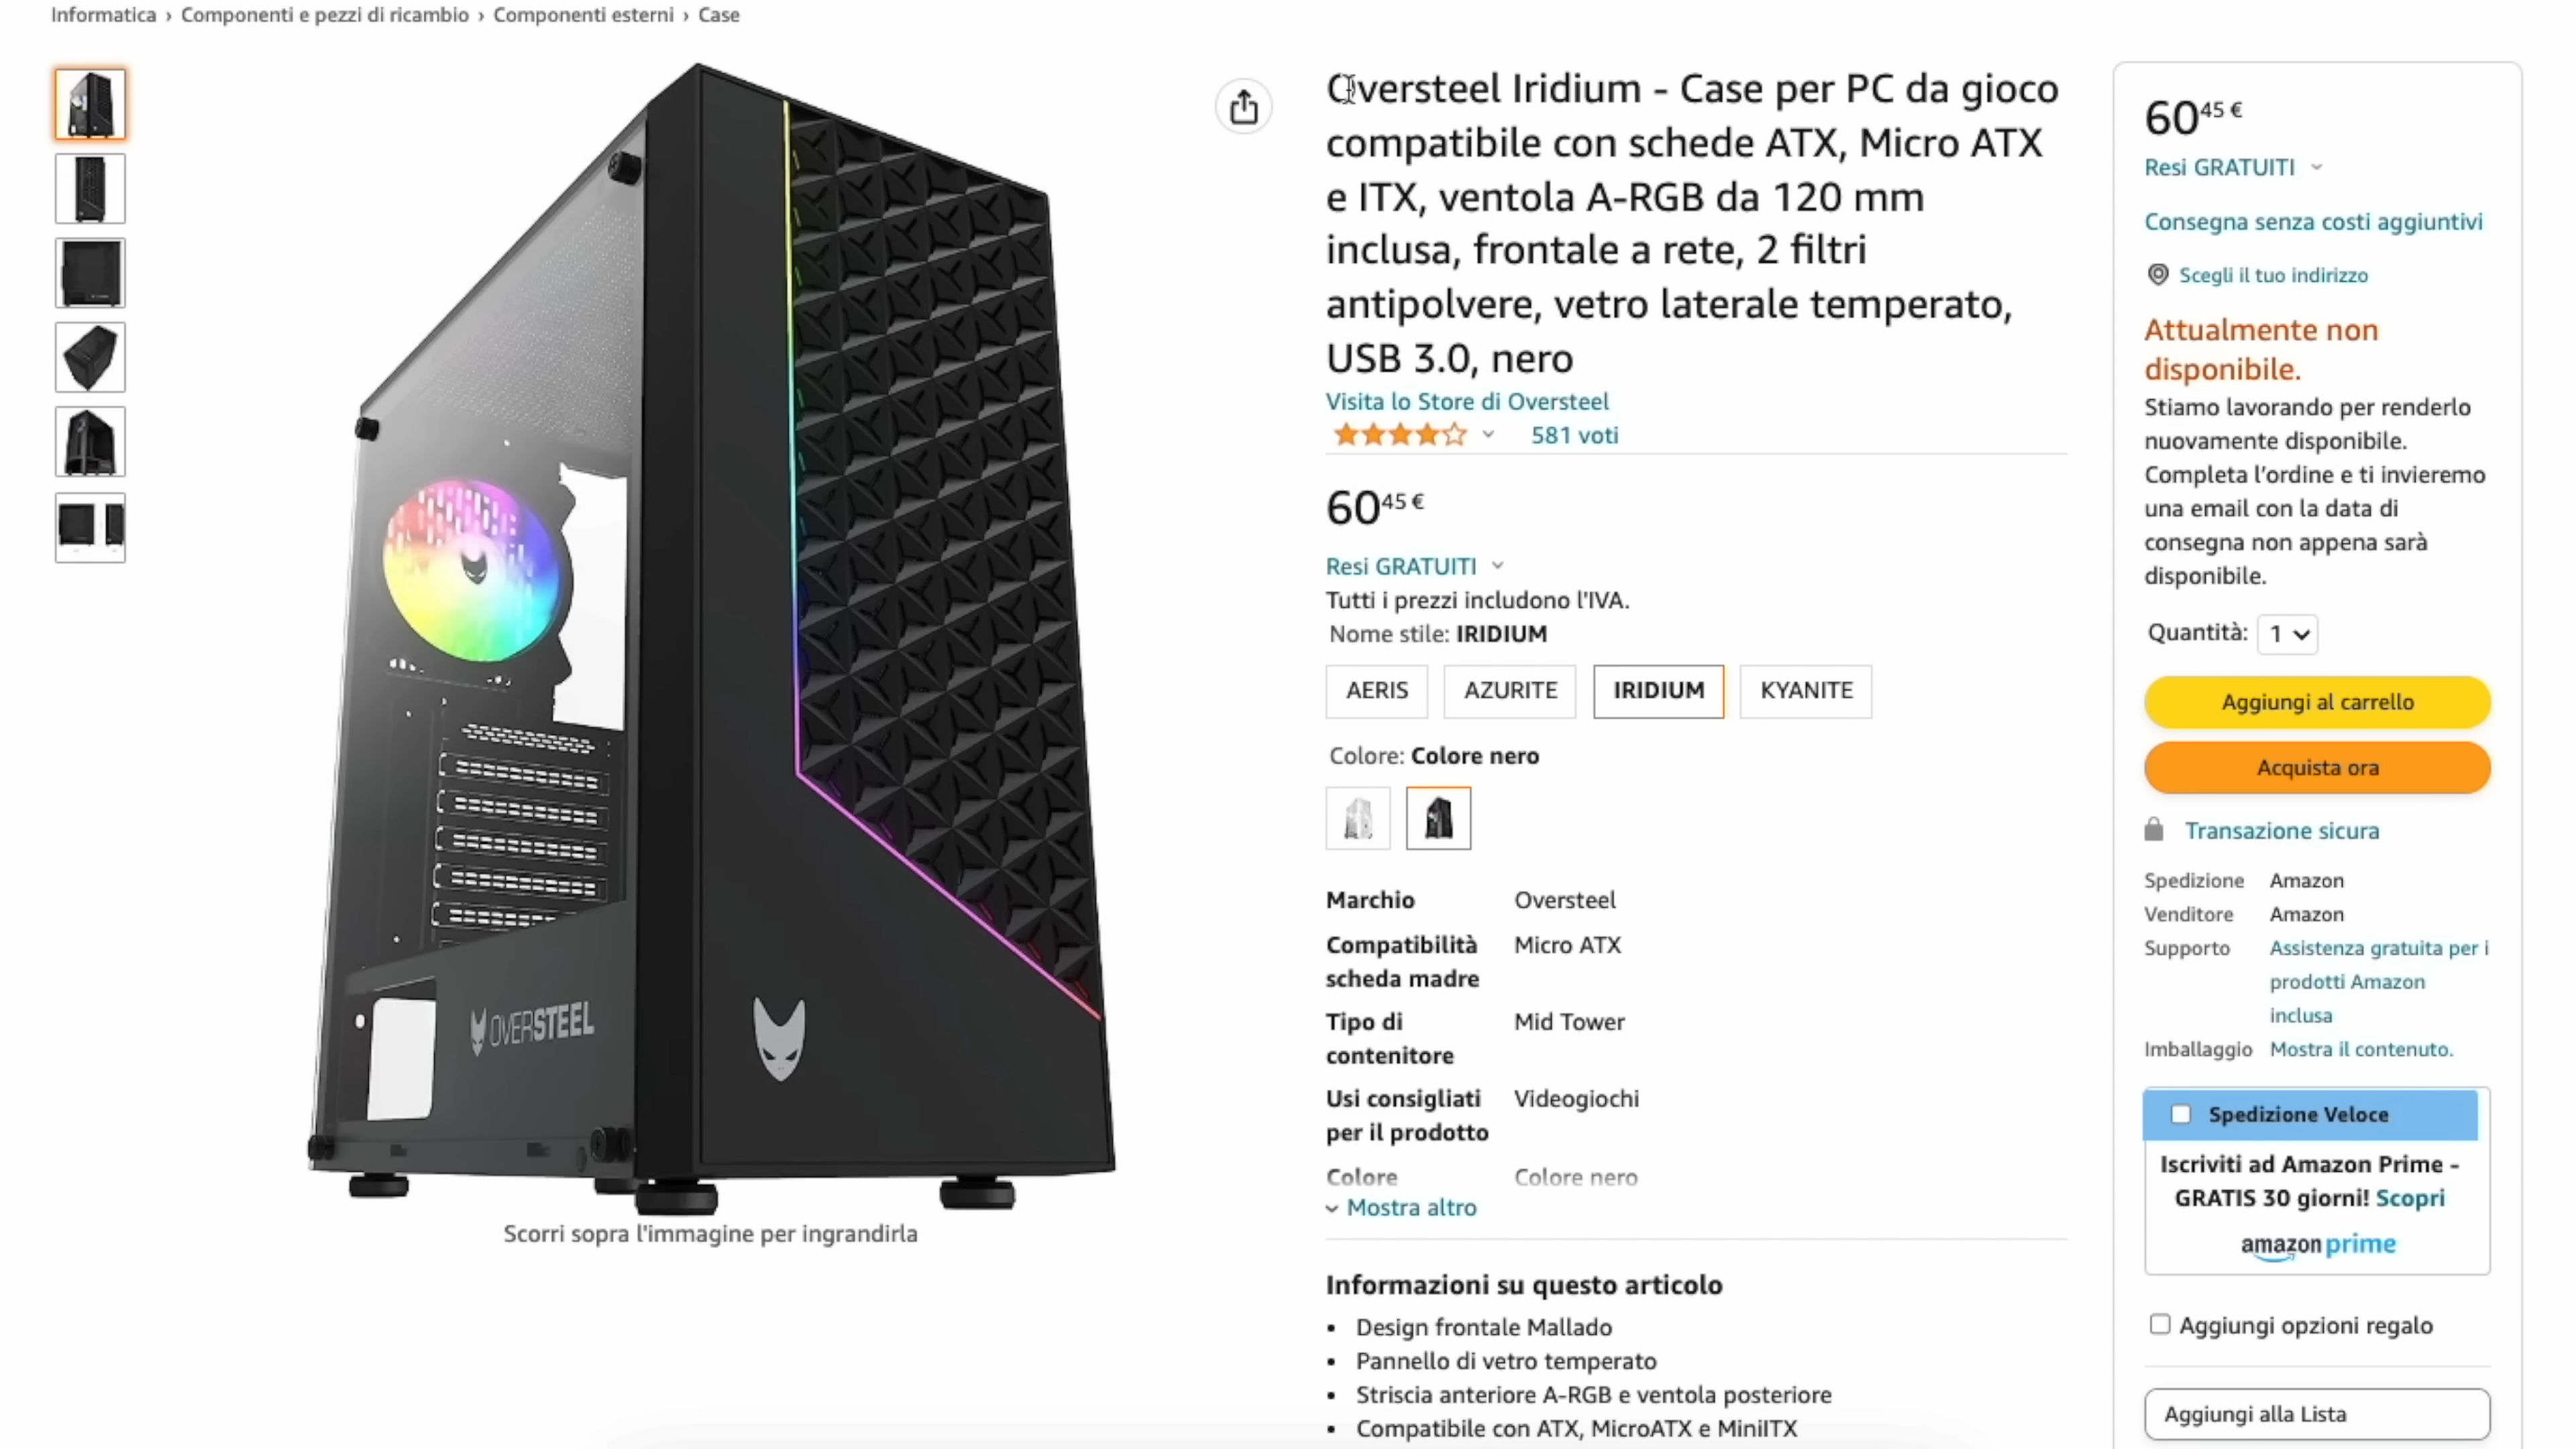 Informatica › Componenti e pezzi di ricambio › Componenti esterni › Case
OVERSTEEL
Scorri sopra l'immagine per ingrandirla
Oversteel Iridium - Case per PC da gioco
compatibile con schede ATX, Micro ATX
e ITX, ventola A-RGB da 120 mm
inclusa, frontale a rete, 2 filtri
antipolvere, vetro laterale temperato,
USB 3.0, nero
Visita lo Store di Oversteel
581 voti
60 45 €
Resi GRATUITI
Tutti i prezzi includono l'IVA.
Nome stile: IRIDIUM
AERIS AZURITE IRIDIUM KYANITE
Colore: Colore nero
Marchio Oversteel
Compatibilità Micro ATX
scheda madre
Tipo di Mid Tower
contenitore
Usi consigliati Videogiochi
per il prodotto
Colore Colore nero
Mostra altro
Informazioni su questo articolo
• Design frontale Mallado
• Pannello di vetro temperato
• Striscia anteriore A-RGB e ventola posteriore
• Compatibile con ATX, MicroATX e MiniITX
60 45 €
Resi GRATUITI
Consegna senza costi aggiuntivi
Scegli il tuo indirizzo
Attualmente non
disponibile.
Stiamo lavorando per renderlo
nuovamente disponibile.
Completa l'ordine e ti invieremo
una email con la data di
consegna non appena sarà
disponibile.
Quantità: 1
Aggiungi al carrello
Acquista ora
Transazione sicura
Spedizione Amazon
Venditore Amazon
Supporto Assistenza gratuita per i
prodotti Amazon
inclusa
Imballaggio Mostra il contenuto.
Spedizione Veloce
Iscriviti ad Amazon Prime -
GRATIS 30 giorni! Scopri
amazon prime
Aggiungi opzioni regalo
Aggiungi alla Lista